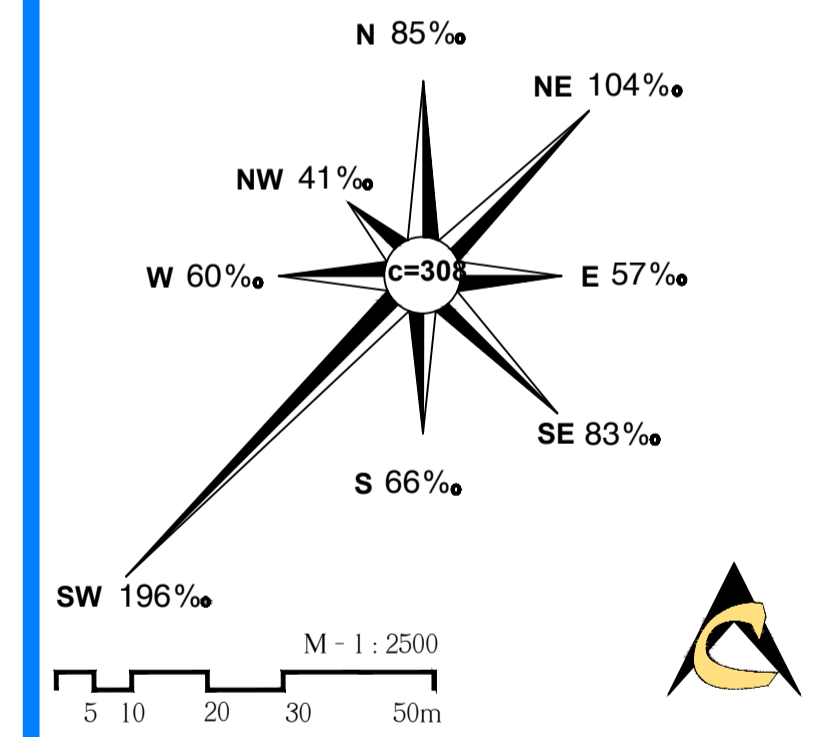 N 85‰
NE 104‰
NW 41‰
W 60‰
c=308
E 57‰
SE 83‰
S 66‰
SW 196‰
M - 1 : 2500
5 10 20 30 50m